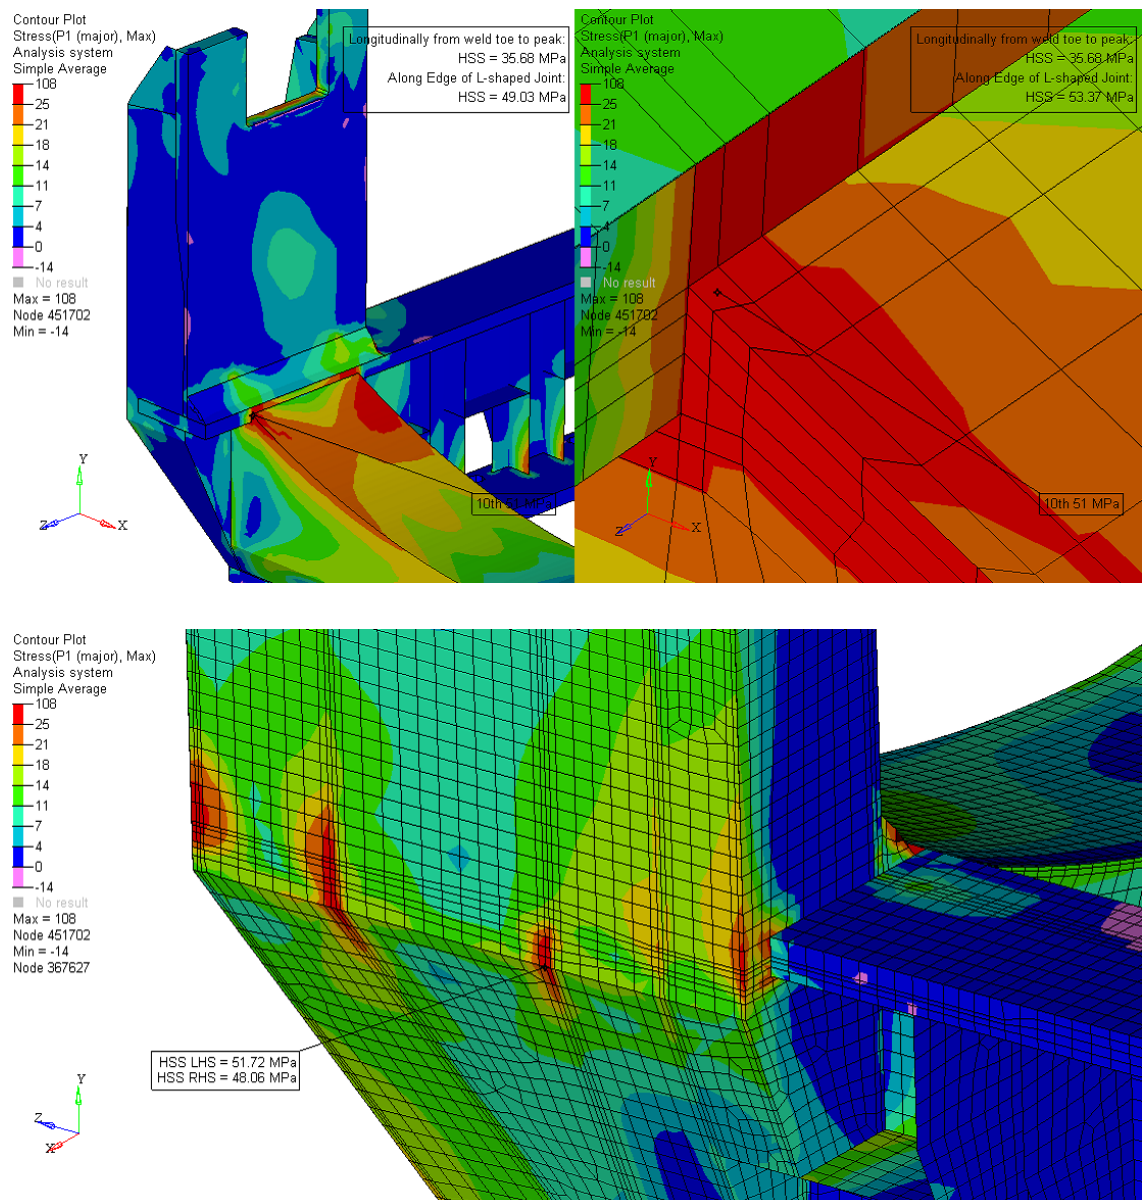 Contour Plot
Stress(P1 (major), Max)
Analysis system
Simple Average
108
25
21
18
14
11
7
4
0
-14
No result
Max = 108
Node 451702
Min = -14
Longitudinally from weld toe to peak:
HSS = 35.68 MPa
Along Edge of L-shaped Joint:
HSS = 49.03 MPa
10th 51 MPa
Y
Z
X
Contour Plot
Stress(P1 (major), Max)
Analysis system
Simple Average
108
25
21
18
14
11
7
4
0
-14
No result
Max = 108
Node 451702
Min = -14
Longitudinally from weld toe to peak:
HSS = 35.68 MPa
Along Edge of L-shaped Joint:
HSS = 53.37 MPa
10th 51 MPa
Y
Z
X
Contour Plot
Stress(P1 (major), Max)
Analysis system
Simple Average
108
25
21
18
14
11
7
4
0
-14
No result
Max = 108
Node 451702
Min = -14
Node 367627
HSS LHS = 51.72 MPa
HSS RHS = 48.06 MPa
Y
Z
X